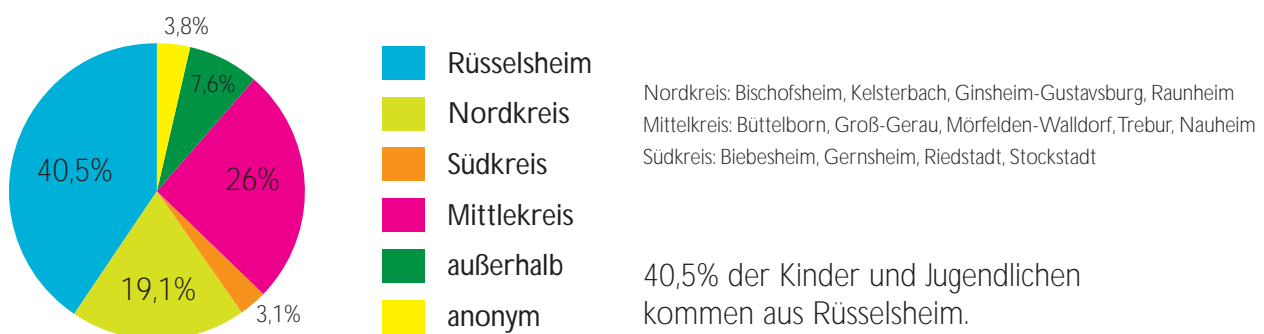 3,8%
7,6%
40,5%
26%
19,1%
3,1%
Rüsselsheim
Nordkreis
Südkreis
Mittlekreis
außerhalb
anonym
Nordkreis: Bischofsheim, Kelsterbach, Ginsheim-Gustavsburg, Raunheim
Mittelkreis: Büttelborn, Groß-Gerau, Mörfelden-Walldorf, Trebur, Nauheim
Südkreis: Biebesheim, Gernsheim, Riedstadt, Stockstadt
40,5% der Kinder und Jugendlichen
kommen aus Rüsselsheim.